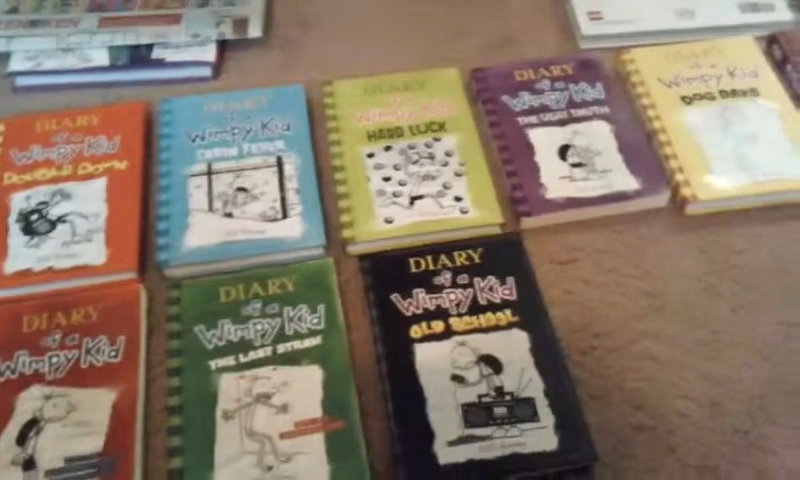 DIARY
of a
Wimpy Kid
DOUBLE DOWN
DIARY
of a
Wimpy Kid
CABIN FEVER
DIARY
of a
Wimpy Kid
HARD LUCK
DIARY
of a
Wimpy Kid
THE UGLY TRUTH
DIARY
of a
Wimpy Kid
DOG DAYS
DIARY
of a
Wimpy Kid
DIARY
of a
Wimpy Kid
THE LAST STRAW
DIARY
of a
Wimpy Kid
OLD SCHOOL